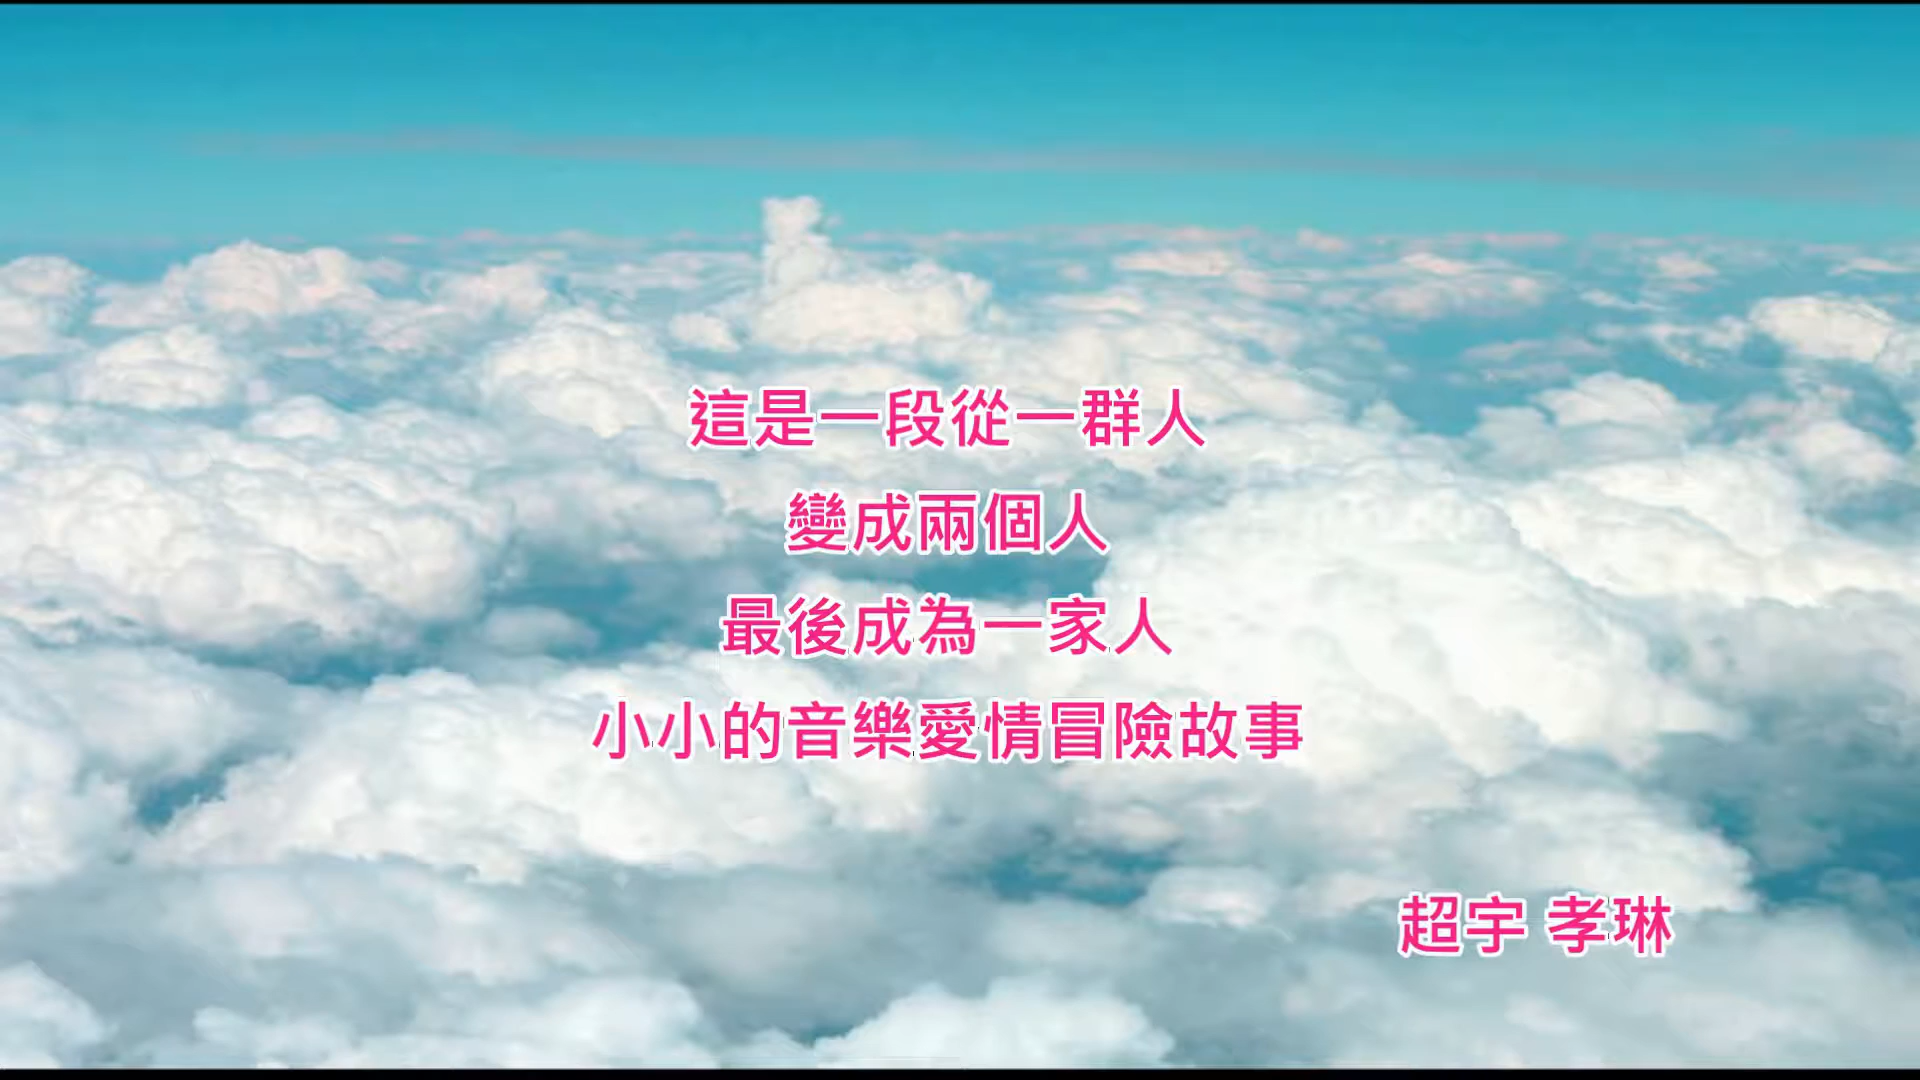 這是一段從一群人
變成兩個人
最後成為一家人
小小的音樂愛情冒險故事
超宇 孝琳